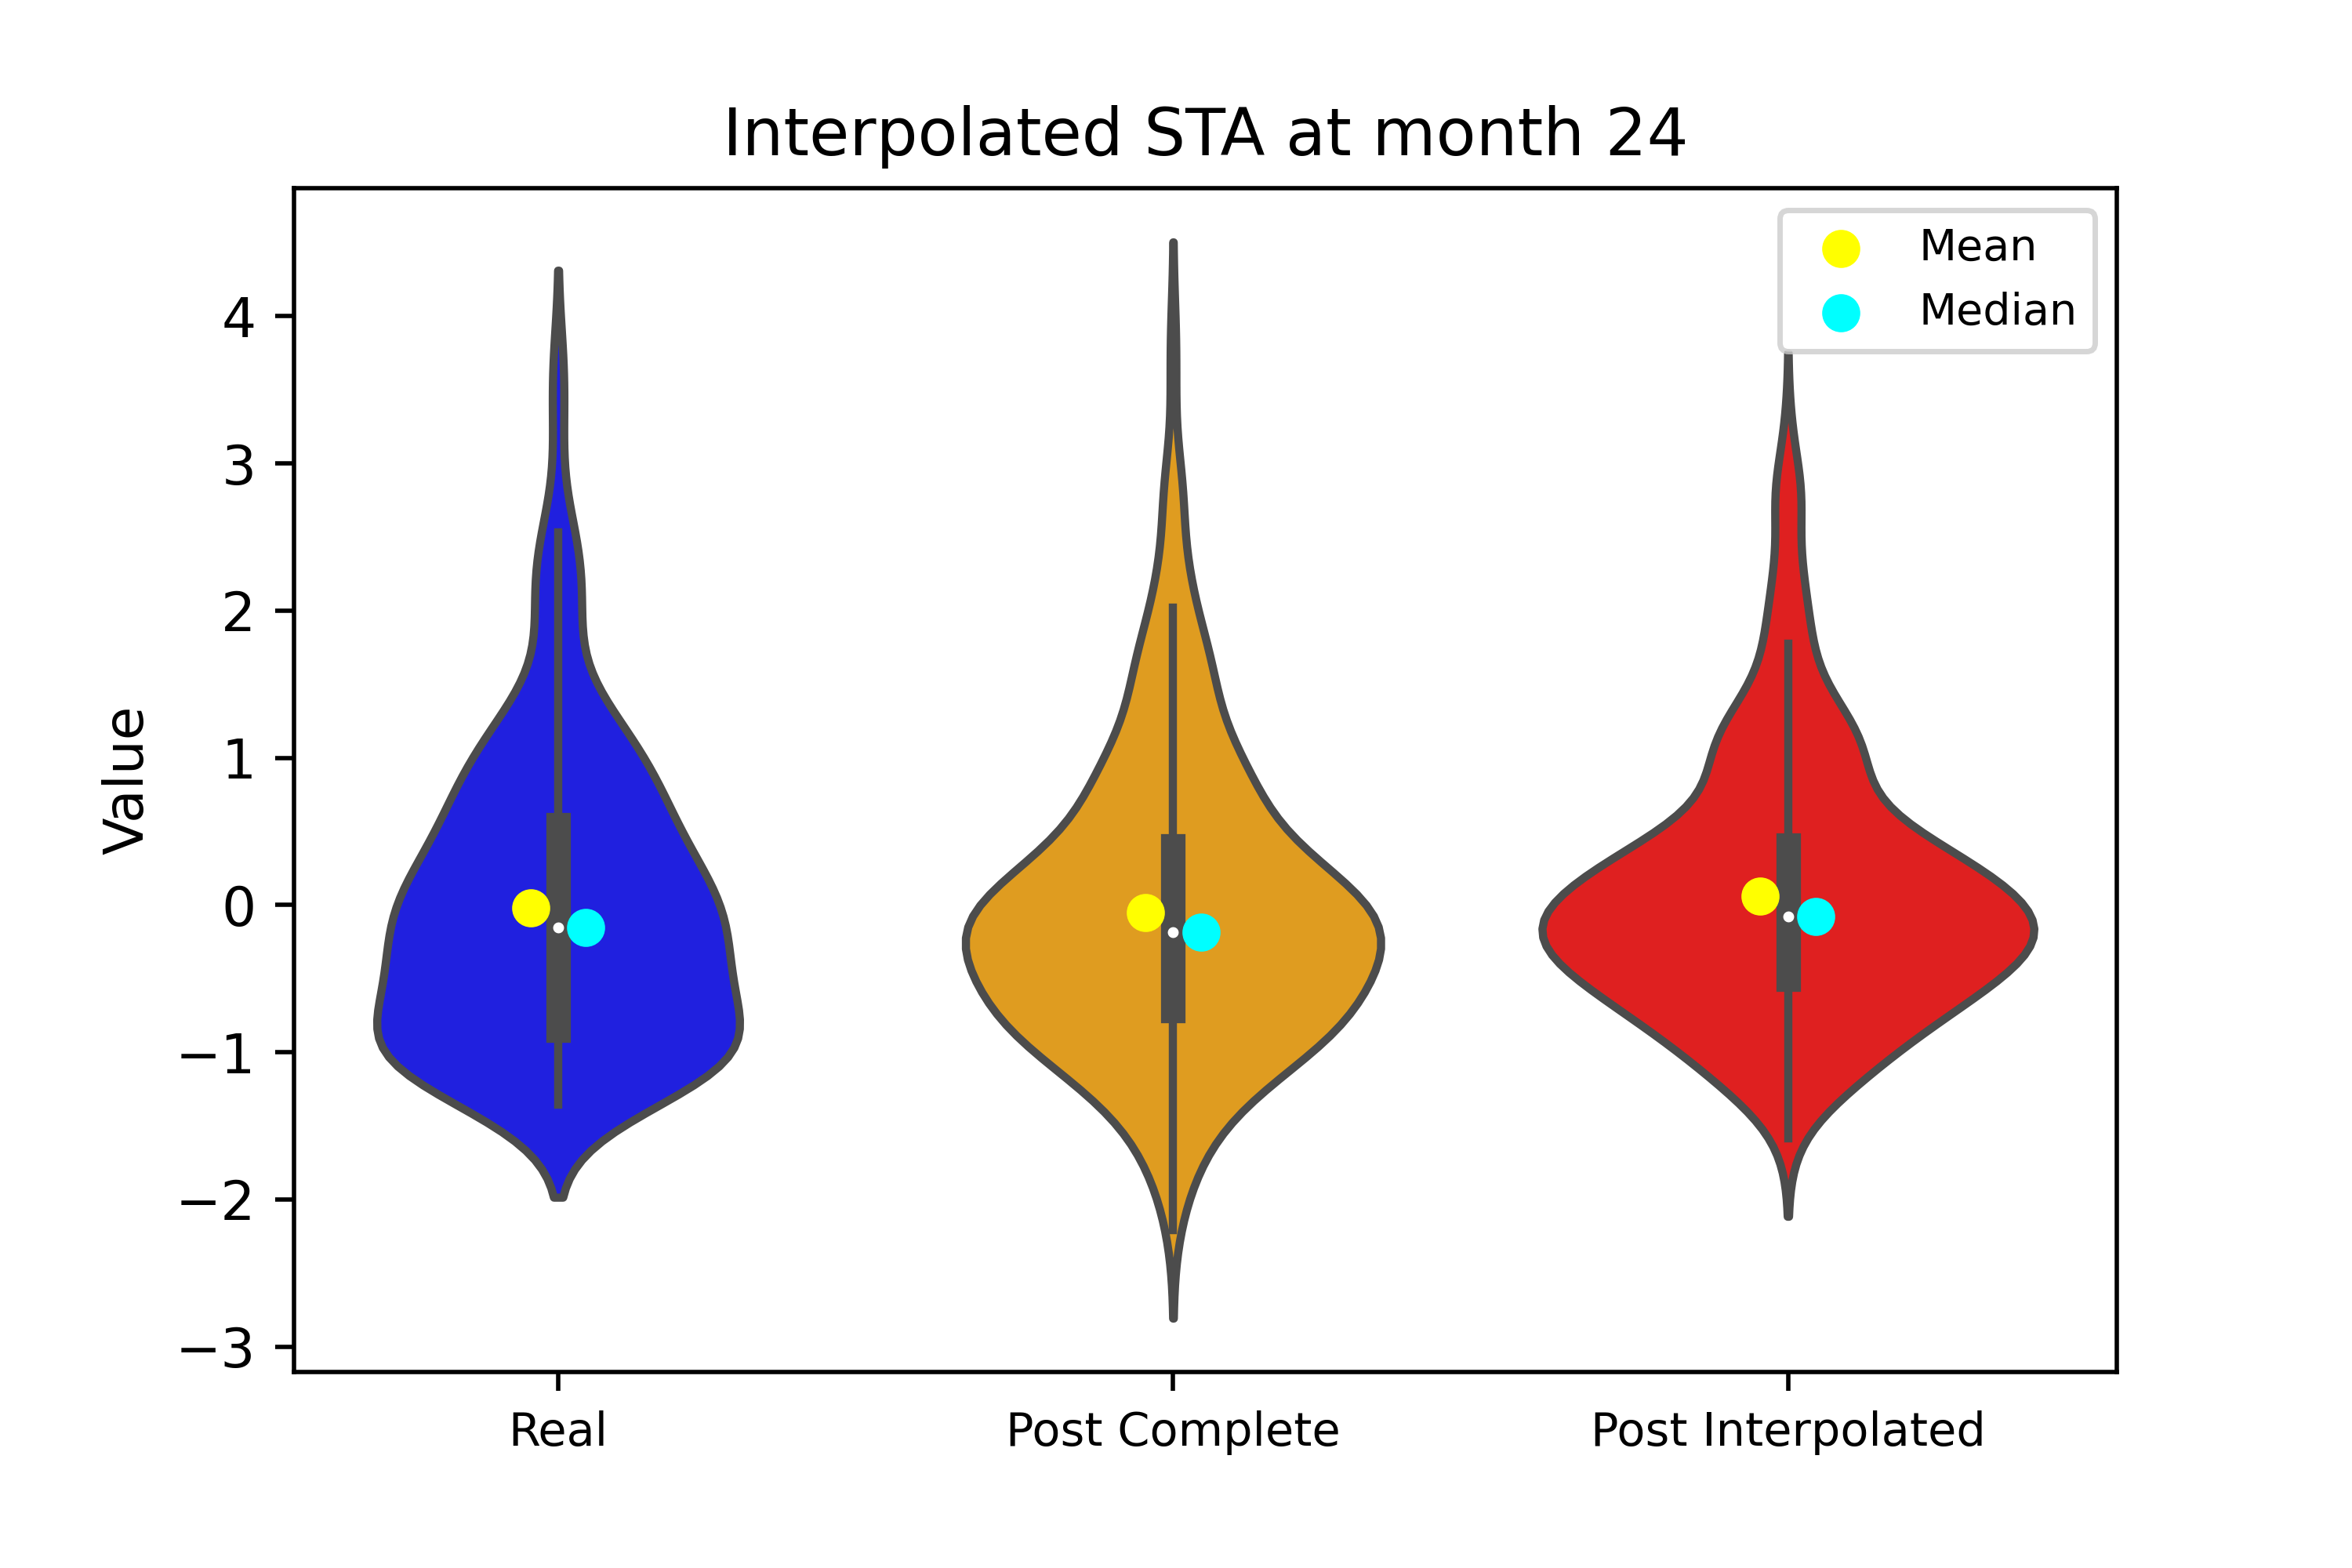 Interpolated STA at month 24
Mean
Median
4
3
2
1
0
−1
−2
−3
Value
Real
Post Complete
Post Interpolated